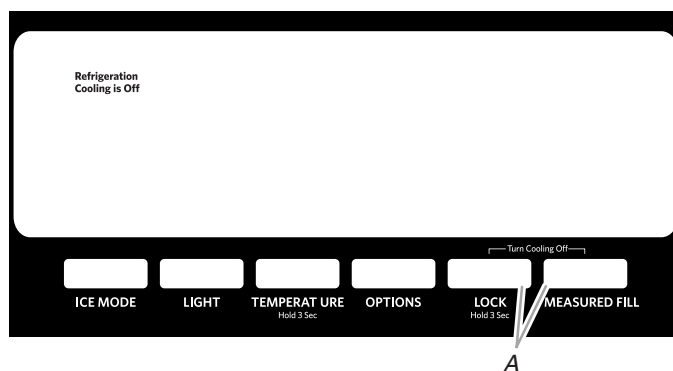 Refrigeration
Cooling is Off
Turn Cooling Off
ICE MODE LIGHT TEMPERAT URE OPTIONS LOCK MEASURED FILL
Hold 3 Sec Hold 3 Sec
A